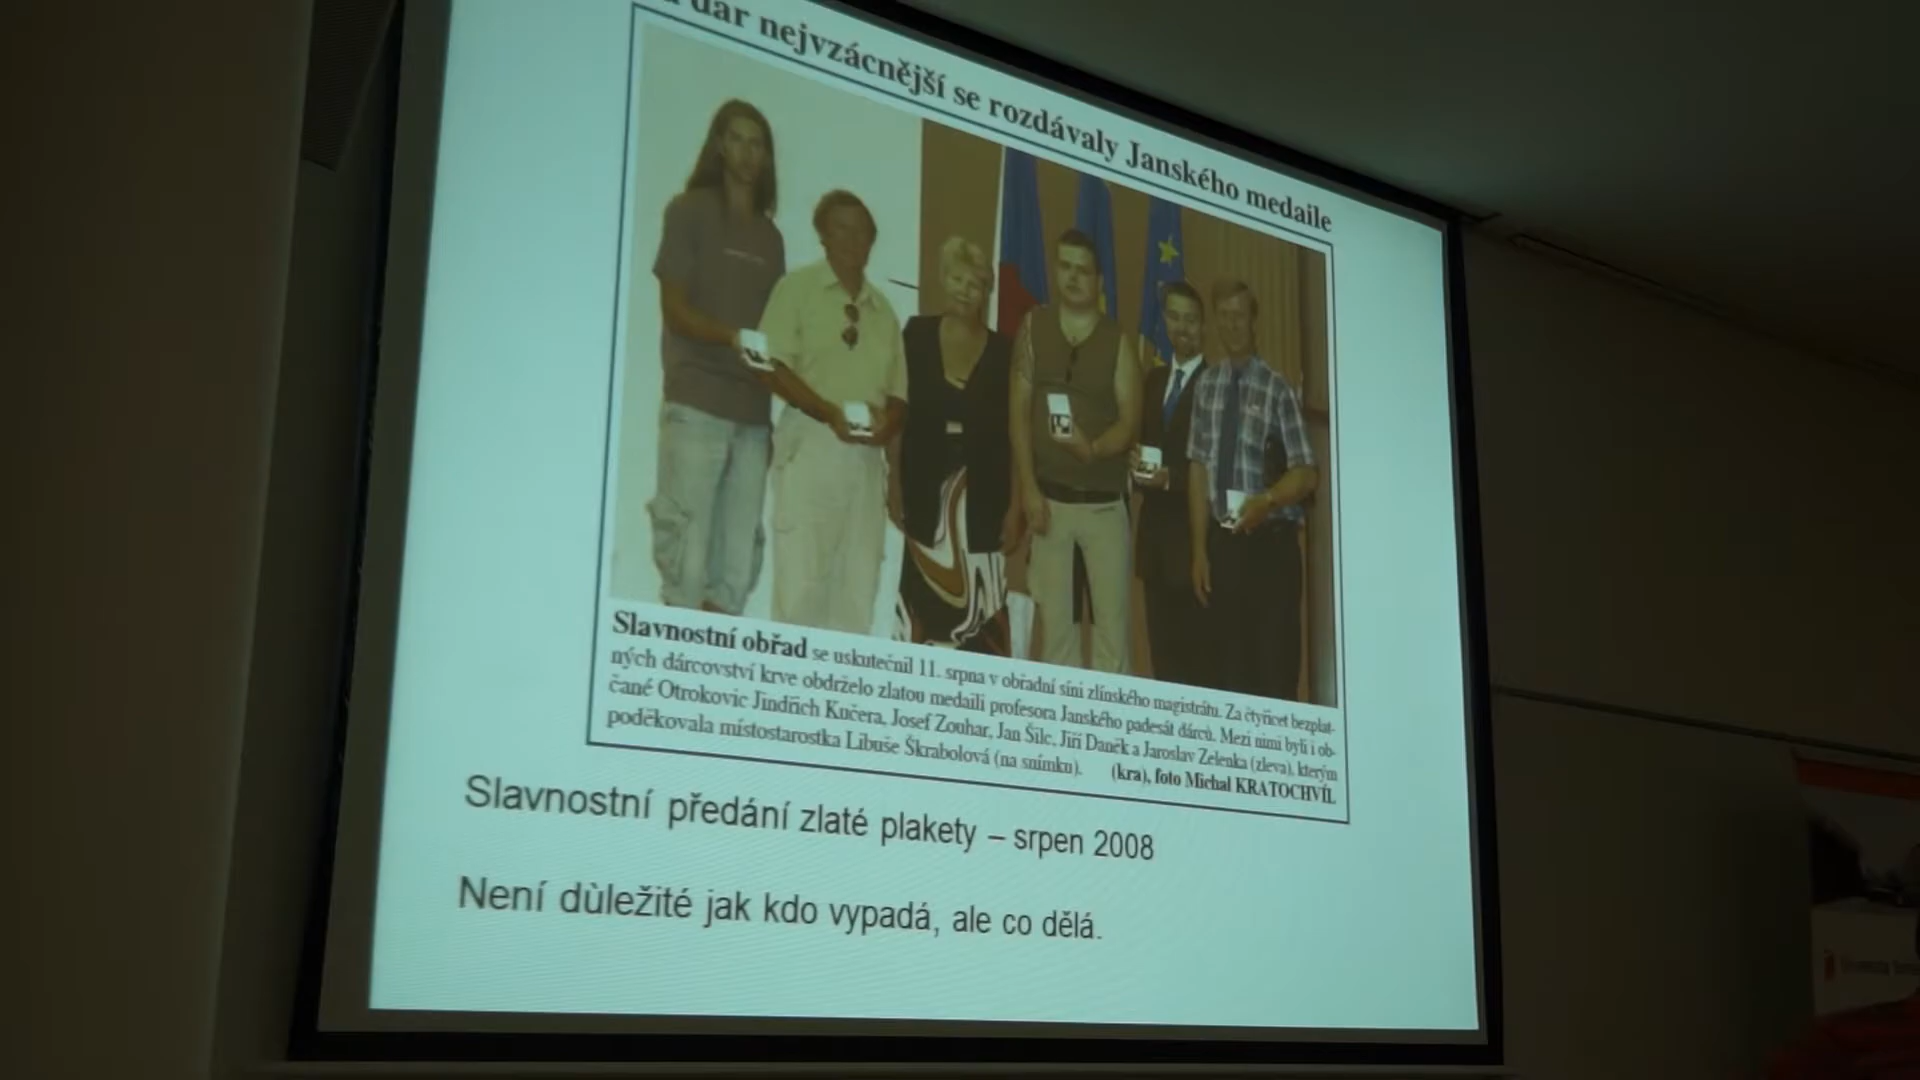 dar nejvzácnější se rozdávaly Janského medaile
Slavnostní obřad se uskutečnil 11. srpna v obřadní síni zlínského magistrátu. Za čtyřicet bezplat-
ných dárcovství krve obdrželo zlatou medaili profesora Janského padesát dárců. Mezi nimi byli i ob-
čané Otrokovic Jindřich Kučera, Josef Zouhar, Jan Šilc, Jiří Daněk a Jaroslav Zelenka (zleva), kterým
poděkovala místostarostka Libuše Škrabolová (na snímku). (kra), foto Michal KRATOCHVÍL
Slavnostní předání zlaté plakety – srpen 2008
Není dùležité jak kdo vypadá, ale co dělá.